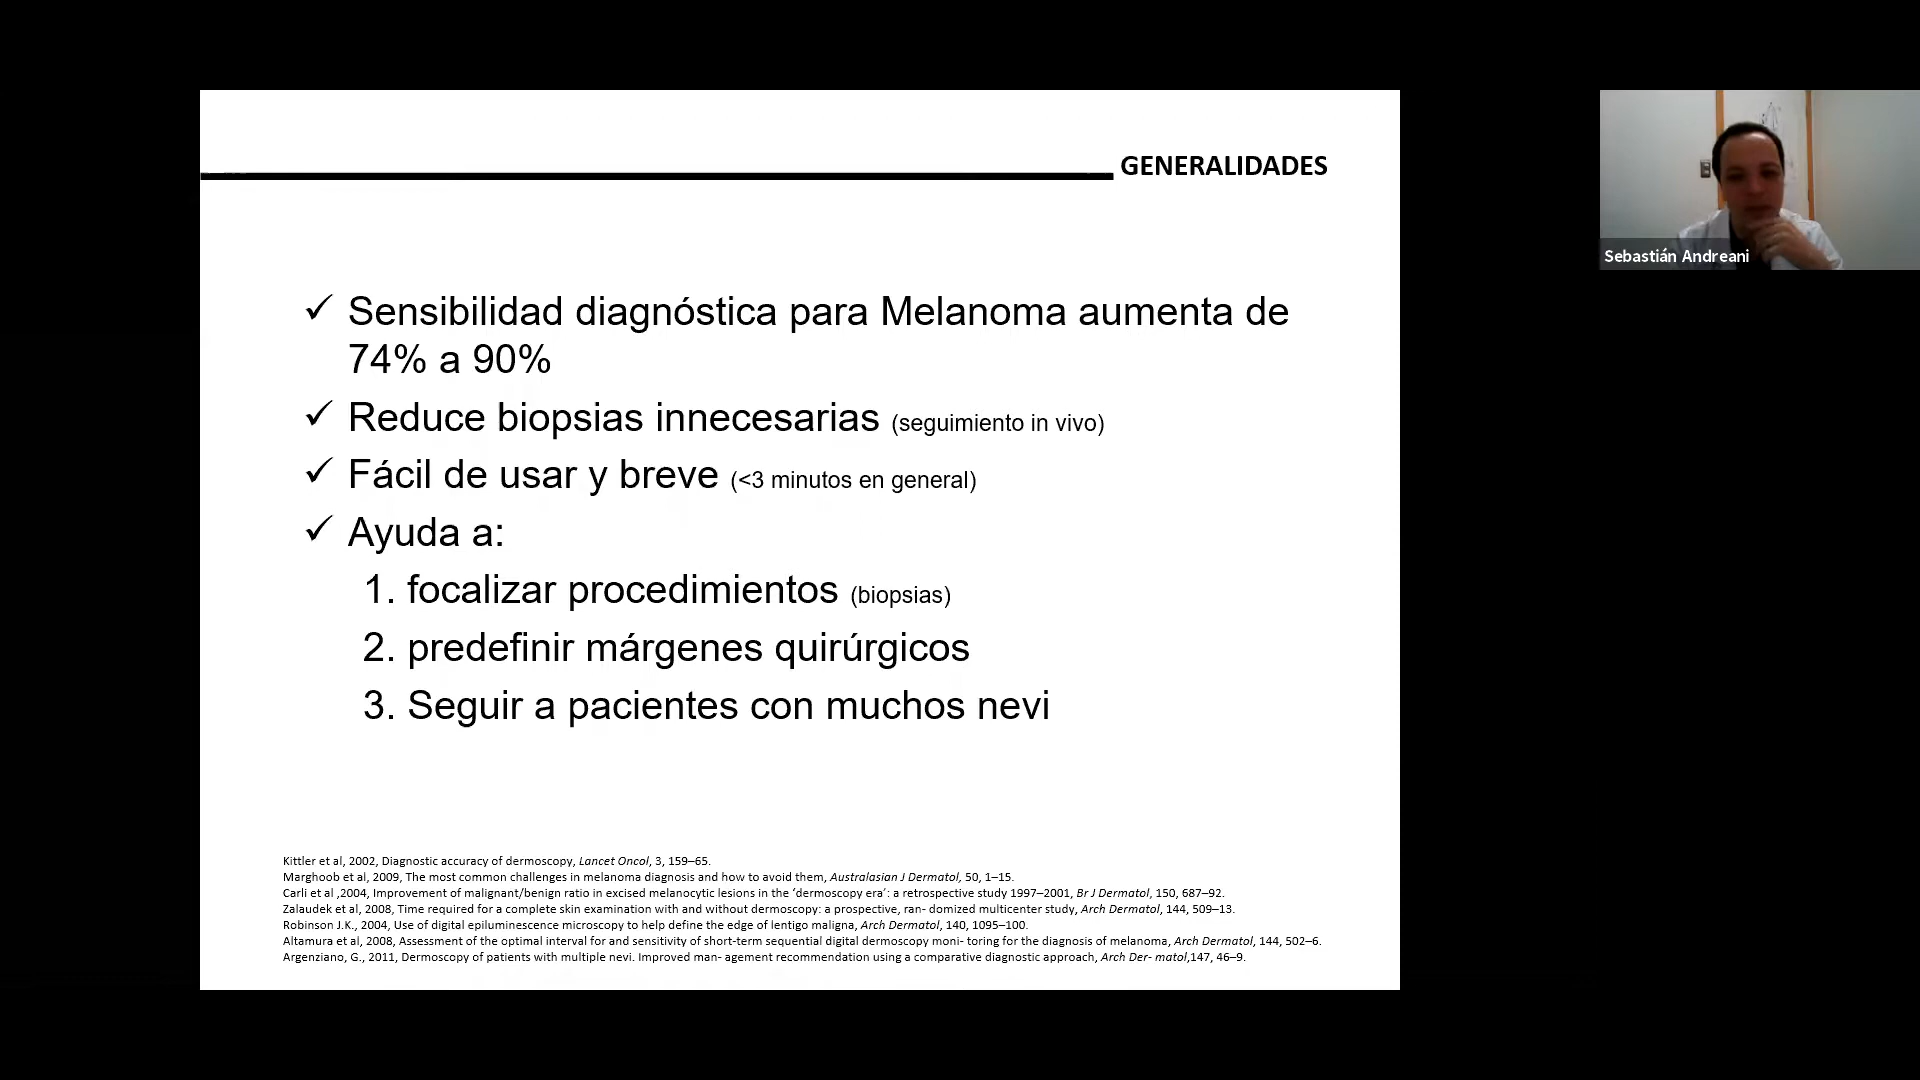 GENERALIDADES
✓ Sensibilidad diagnóstica para Melanoma aumenta de
74% a 90%
✓ Reduce biopsias innecesarias (seguimiento in vivo)
✓ Fácil de usar y breve (<3 minutos en general)
✓ Ayuda a:
1. focalizar procedimientos (biopsias)
2. predefinir márgenes quirúrgicos
3. Seguir a pacientes con muchos nevi
Kittler et al, 2002, Diagnostic accuracy of dermoscopy, Lancet Oncol, 3, 159–65.
Marghoob et al, 2009, The most common challenges in melanoma diagnosis and how to avoid them, Australasian J Dermatol, 50, 1–15.
Carli et al ,2004, Improvement of malignant/benign ratio in excised melanocytic lesions in the ‘dermoscopy era’: a retrospective study 1997–2001, Br J Dermatol, 150, 687–92.
Zalaudek et al, 2008, Time required for a complete skin examination with and without dermoscopy: a prospective, ran- domized multicenter study, Arch Dermatol, 144, 509–13.
Robinson J.K., 2004, Use of digital epiluminescence microscopy to help define the edge of lentigo maligna, Arch Dermatol, 140, 1095–100.
Altamura et al, 2008, Assessment of the optimal interval for and sensitivity of short-term sequential digital dermoscopy moni- toring for the diagnosis of melanoma, Arch Dermatol, 144, 502–6.
Argenziano, G., 2011, Dermoscopy of patients with multiple nevi. Improved man- agement recommendation using a comparative diagnostic approach, Arch Der- matol,147, 46–9.
Sebastián Andreani